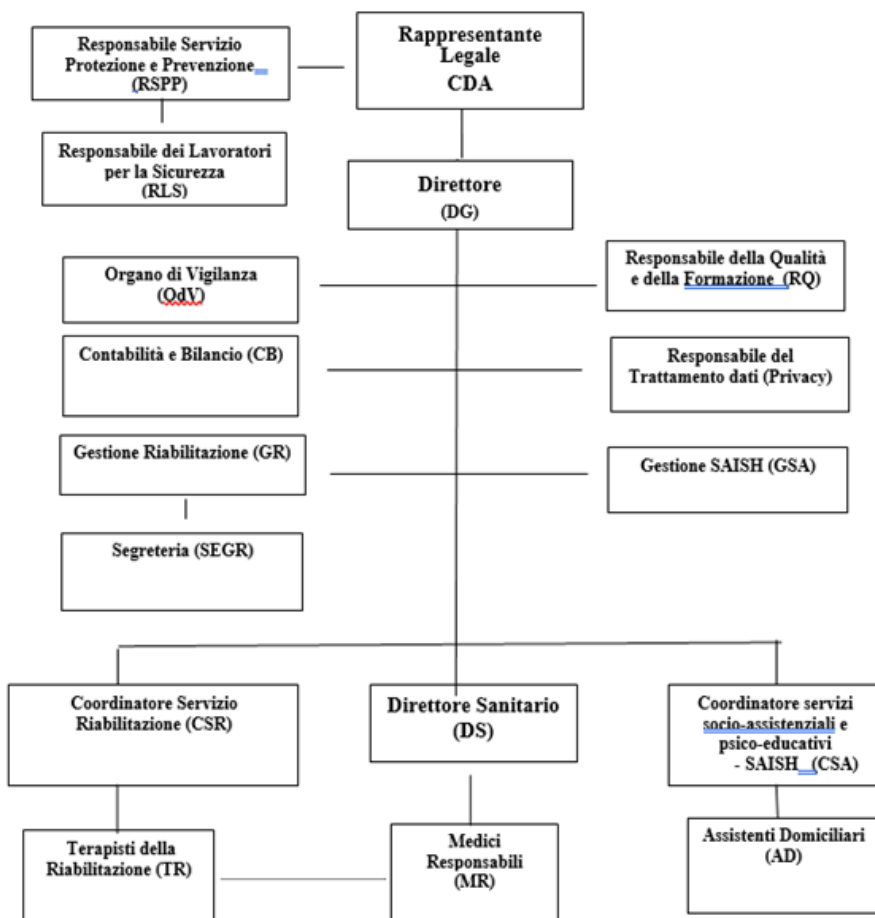 Responsabile Servizio
Protezione e Prevenzione
(RSPP)
Rappresentante
Legale
CDA
Responsabile dei Lavoratori
per la Sicurezza
(RLS)
Direttore
(DG)
Organo di Vigilanza
(OdV)
Responsabile della Qualità
e della Formazione (RQ)
Contabilità e Bilancio (CB)
Responsabile del
Trattamento dati (Privacy)
Gestione Riabilitazione (GR)
Gestione SAISH (GSA)
Segreteria (SEGR)
Coordinatore Servizio
Riabilitazione (CSR)
Direttore Sanitario
(DS)
Coordinatore servizi
socio-assistenziali e
psico-educativi
- SAISH (CSA)
Terapisti della
Riabilitazione (TR)
Medici
Responsabili
(MR)
Assistenti Domiciliari
(AD)